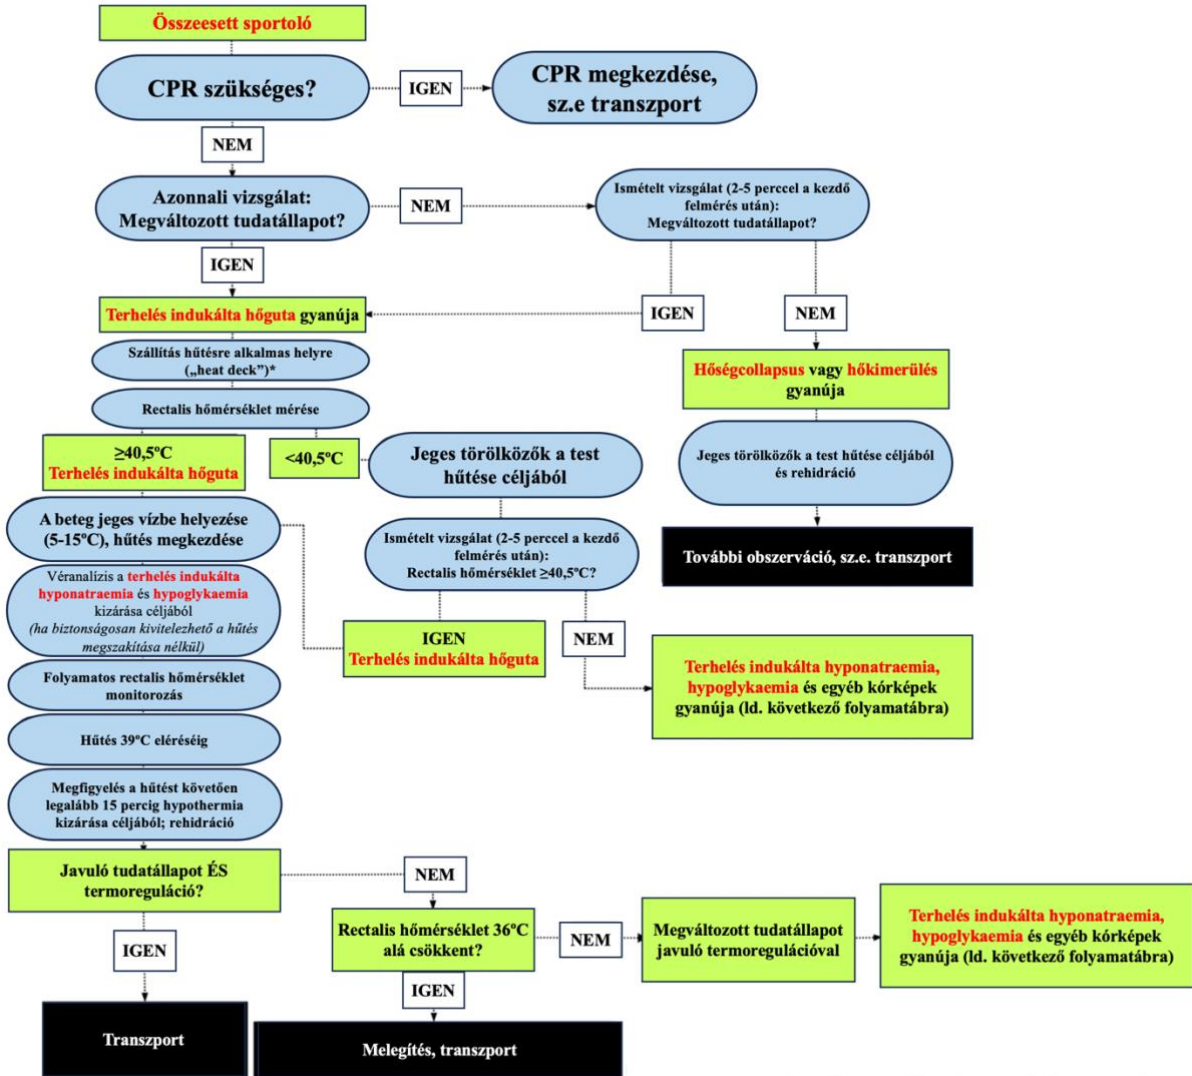 Összeesett sportoló
CPR szükséges?
IGEN
CPR megkezdése,
sz.e transzport
NEM
Azonnali vizsgálat:
Megváltozott tudatállapot?
NEM
Ismételt vizsgálat (2-5 perccel a kezdő
felmérés után):
Megváltozott tudatállapot?
IGEN
Terhelés indukálta hőguta gyanúja
IGEN
NEM
Szállítás hűtésre alkalmas helyre
(„heat deck”)*
Hőségcollapsus vagy hőkimerülés
gyanúja
Rectalis hőmérséklet mérése
≥40,5ºC
Terhelés indukálta hőguta
<40,5ºC
Jeges törölközők a test
hűtése céljából
Jeges törölközők a test hűtése céljából
és rehidráció
A beteg jeges vízbe helyezése
(5-15ºC), hűtés megkezdése
Ismételt vizsgálat (2-5 perccel a kezdő
felmérés után):
Rectalis hőmérséklet ≥40,5ºC?
További obszerváció, sz.e. transzport
Véranalízis a terhelés indukálta
hyponatraemia és hypoglykaemia
kizárása céljából
(ha biztonságosan kivitelezhető a hűtés
megszakítása nélkül)
IGEN
Terhelés indukálta hőguta
NEM
Folyamatos rectalis hőmérséklet
monitorozás
Terhelés indukálta hyponatraemia,
hypoglykaemia és egyéb kórképek
gyanúja (ld. következő folyamatábra)
Hűtés 39ºC eléréséig
Megfigyelés a hűtést követően
legalább 15 percig hypothermia
kizárása céljából; rehidráció
Javuló tudatállapot ÉS
termoreguláció?
NEM
IGEN
Rectalis hőmérséklet 36ºC
alá csökkent?
NEM
Megváltozott tudatállapot
javuló termoregulációval
Terhelés indukálta hyponatraemia,
hypoglykaemia és egyéb kórképek
gyanúja (ld. következő folyamatábra)
IGEN
Transzport
Melegítés, transzport